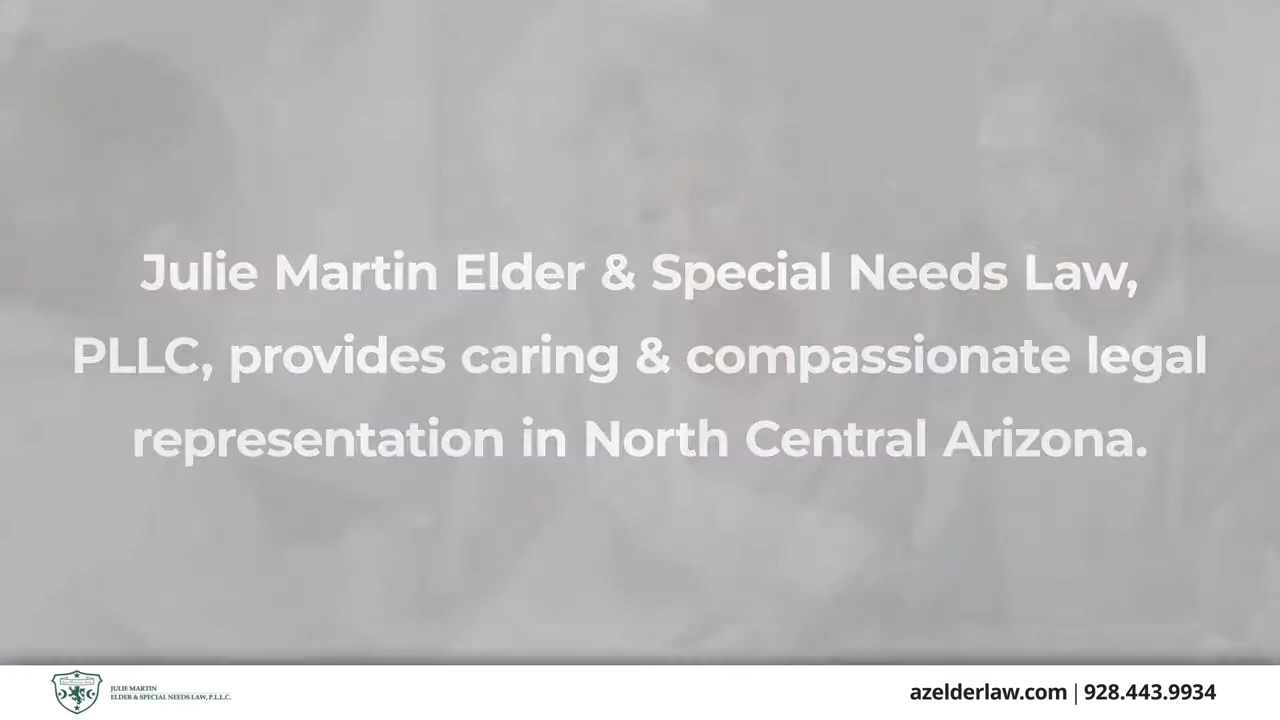 Julie Martin Elder & Special Needs Law,
PLLC, provides caring & compassionate legal
representation in North Central Arizona.
JULIE MARTIN
ELDER & SPECIAL NEEDS LAW, P.L.L.C.
azelderlaw.com | 928.443.9934